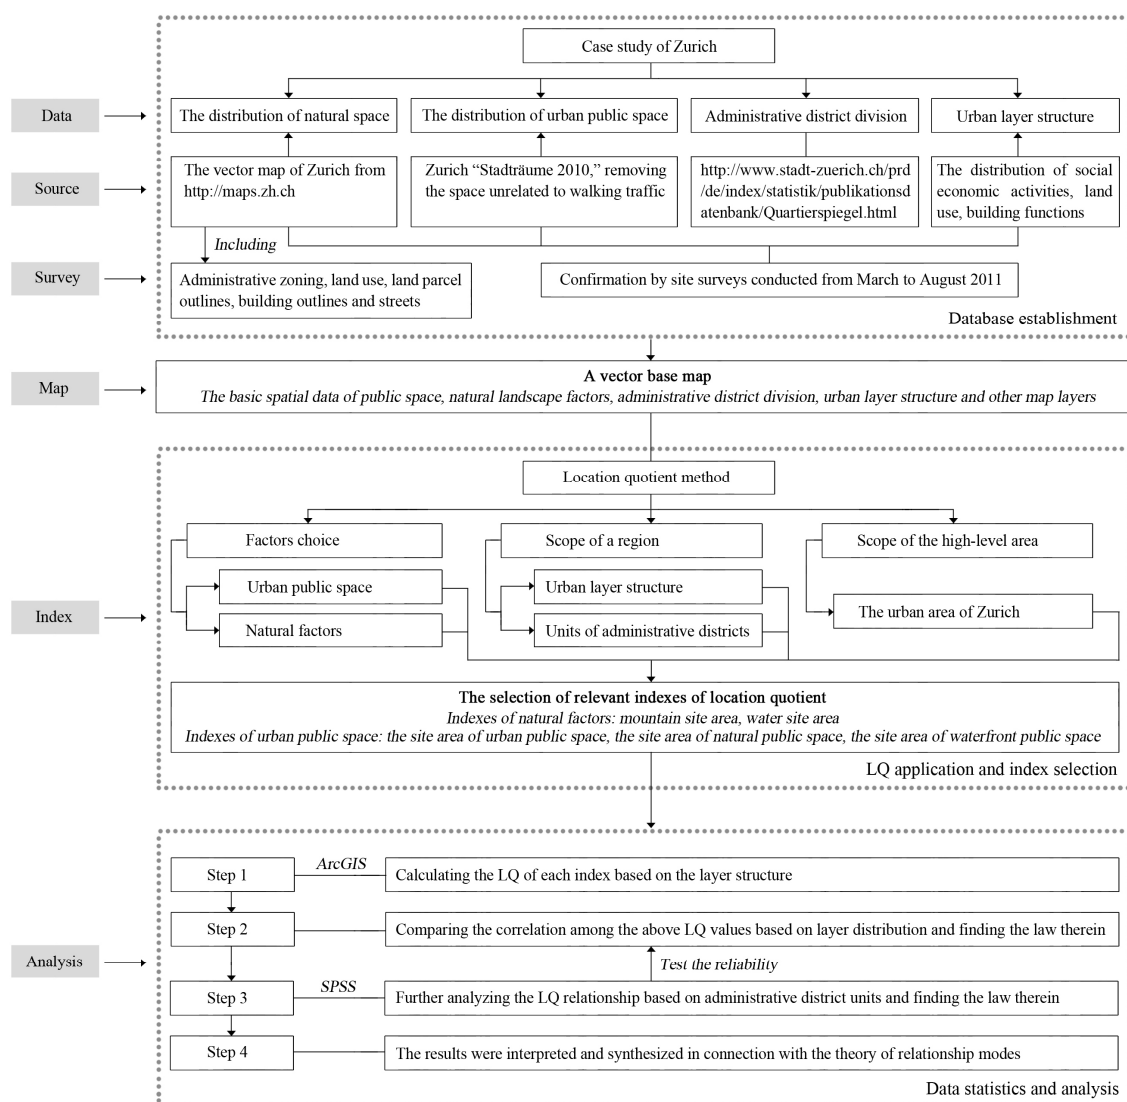 Case study of Zurich
Data
The distribution of natural space
The distribution of urban public space
Administrative district division
Urban layer structure
Source
The vector map of Zurich from
http://maps.zh.ch
Zurich “Stadträume 2010,” removing
the space unrelated to walking traffic
http://www.stadt-zuerich.ch/prd
/de/index/statistik/publikationsd
atenbank/Quartierspiegel.html
The distribution of social
economic activities, land
use, building functions
Including
Survey
Administrative zoning, land use, land parcel
outlines, building outlines and streets
Confirmation by site surveys conducted from March to August 2011
Database establishment
Map
A vector base map
The basic spatial data of public space, natural landscape factors, administrative district division, urban layer structure and other map layers
Location quotient method
Factors choice
Scope of a region
Scope of the high-level area
Index
Urban public space
Natural factors
Urban layer structure
Units of administrative districts
The urban area of Zurich
The selection of relevant indexes of location quotient
Indexes of natural factors: mountain site area, water site area
Indexes of urban public space: the site area of urban public space, the site area of natural public space, the site area of waterfront public space
LQ application and index selection
Analysis
Step 1
ArcGIS
Calculating the LQ of each index based on the layer structure
Step 2
Comparing the correlation among the above LQ values based on layer distribution and finding the law therein
Test the reliability
Step 3
SPSS
Further analyzing the LQ relationship based on administrative district units and finding the law therein
Step 4
The results were interpreted and synthesized in connection with the theory of relationship modes
Data statistics and analysis